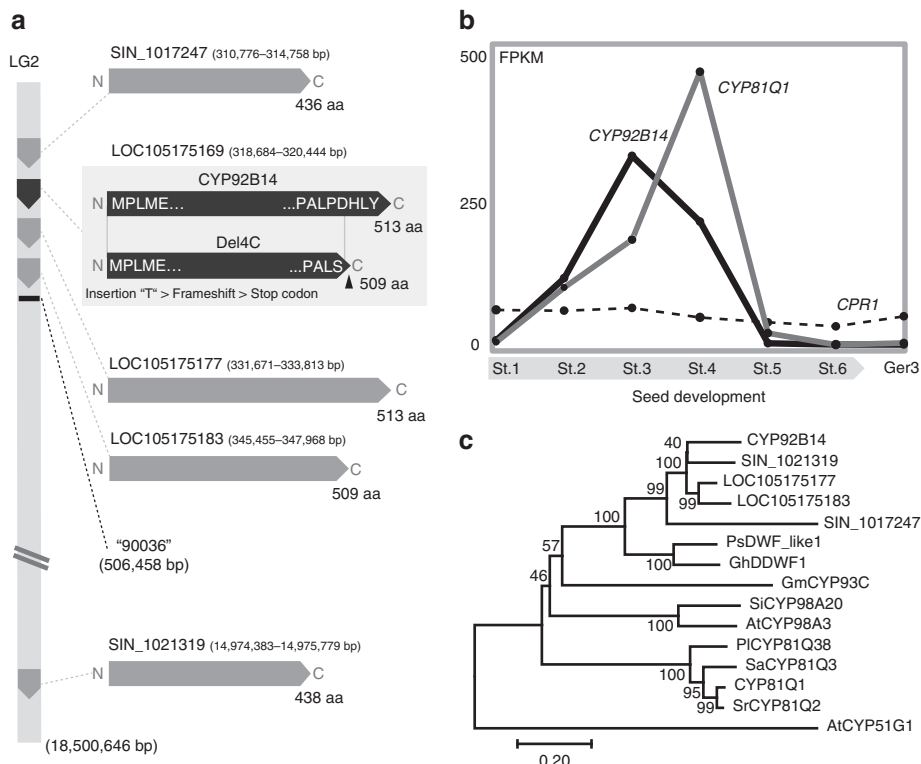 a
LG2
SIN_1017247 (310,776–314,758 bp)
N C
436 aa
LOC105175169 (318,684–320,444 bp)
CYP92B14
N MPLME… …PALPDHLY C
513 aa
Del4C
N MPLME… …PALS C
509 aa
Insertion "T" > Frameshift > Stop codon
LOC105175177 (331,671–333,813 bp)
N C
513 aa
LOC105175183 (345,455–347,968 bp)
N C
509 aa
"90036"
(506,458 bp)
SIN_1021319 (14,974,383–14,975,779 bp)
N C
438 aa
(18,500,646 bp)
b
500
FPKM
CYP81Q1
CYP92B14
250
CPR1
0
St.1 St.2 St.3 St.4 St.5 St.6 Ger3
Seed development
c
40 CYP92B14
100 SIN_1021319
99 LOC105175177
99 LOC105175183
100 SIN_1017247
57 PsDWF_like1
100 GhDDWF1
46 GmCYP93C
SiCYP98A20
100 AtCYP98A3
PlCYP81Q38
100 SaCYP81Q3
95 CYP81Q1
99 SrCYP81Q2
AtCYP51G1
0.20